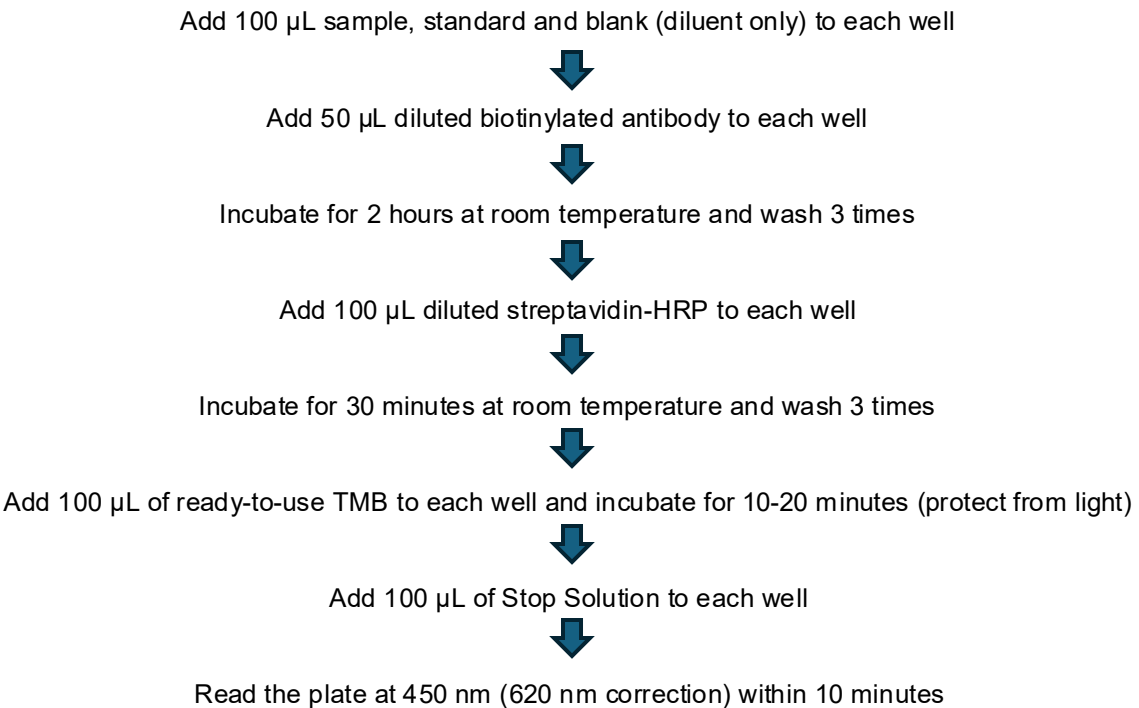 Add 100 µL sample, standard and blank (diluent only) to each well
Add 50 µL diluted biotinylated antibody to each well
Incubate for 2 hours at room temperature and wash 3 times
Add 100 µL diluted streptavidin-HRP to each well
Incubate for 30 minutes at room temperature and wash 3 times
Add 100 µL of ready-to-use TMB to each well and incubate for 10-20 minutes (protect from light)
Add 100 µL of Stop Solution to each well
Read the plate at 450 nm (620 nm correction) within 10 minutes